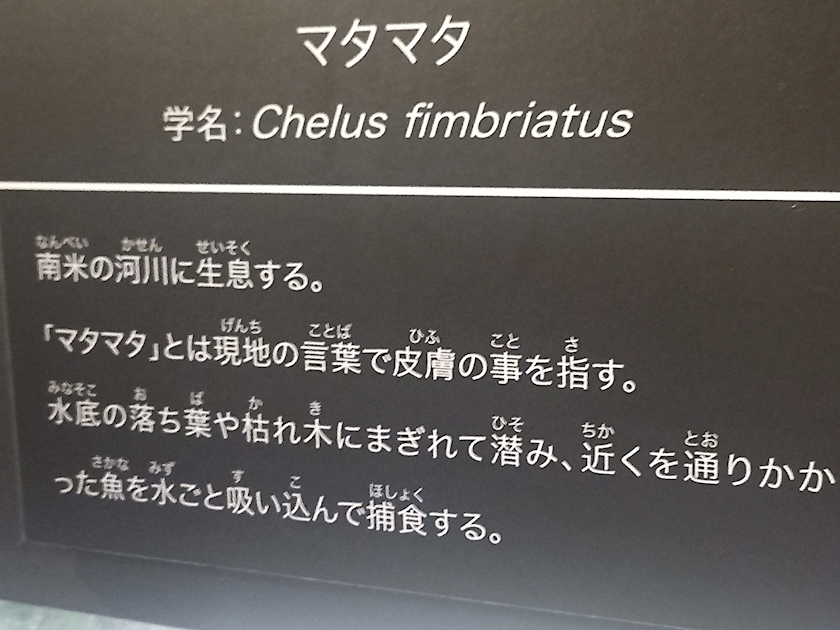 マタマタ
学名：Chelus fimbriatus
南米の河川に生息する。
「マタマタ」とは現地の言葉で皮膚の事を指す。
水底の落ち葉や枯れ木にまぎれて潜み、近くを通りかか
った魚を水ごと吸い込んで捕食する。